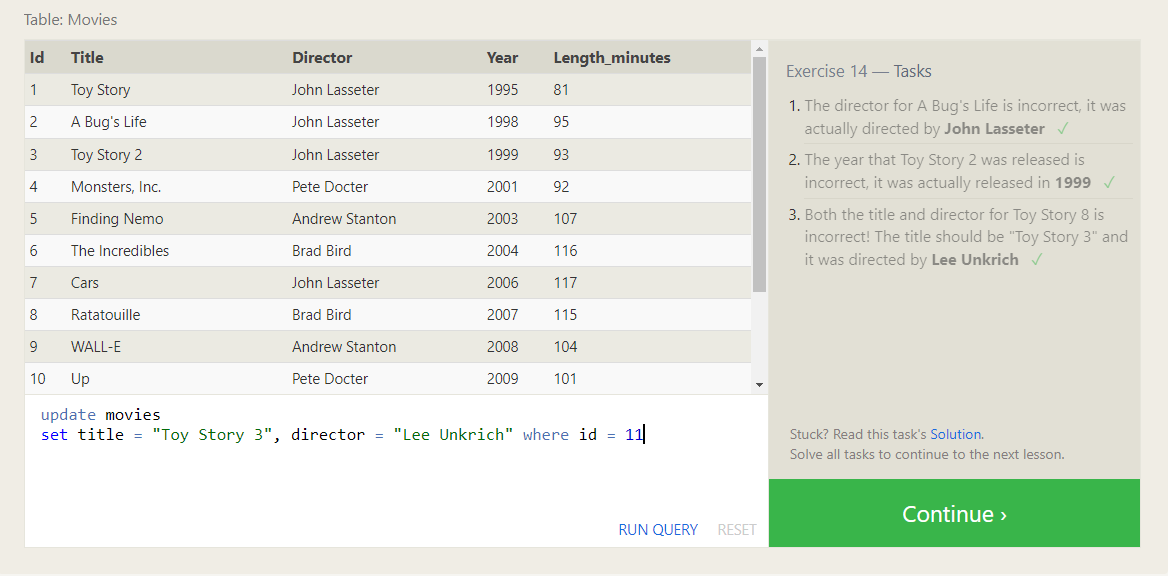 Table: Movies
Id Title Director Year Length_minutes
1 Toy Story John Lasseter 1995 81
2 A Bug's Life John Lasseter 1998 95
3 Toy Story 2 John Lasseter 1999 93
4 Monsters, Inc. Pete Docter 2001 92
5 Finding Nemo Andrew Stanton 2003 107
6 The Incredibles Brad Bird 2004 116
7 Cars John Lasseter 2006 117
8 Ratatouille Brad Bird 2007 115
9 WALL-E Andrew Stanton 2008 104
10 Up Pete Docter 2009 101
update movies
set title = "Toy Story 3", director = "Lee Unkrich" where id = 11
RUN QUERY RESET
Exercise 14 — Tasks
1. The director for A Bug's Life is incorrect, it was
actually directed by John Lasseter ✓
2. The year that Toy Story 2 was released is
incorrect, it was actually released in 1999 ✓
3. Both the title and director for Toy Story 8 is
incorrect! The title should be "Toy Story 3" and
it was directed by Lee Unkrich ✓
Stuck? Read this task's Solution.
Solve all tasks to continue to the next lesson.
Continue ›